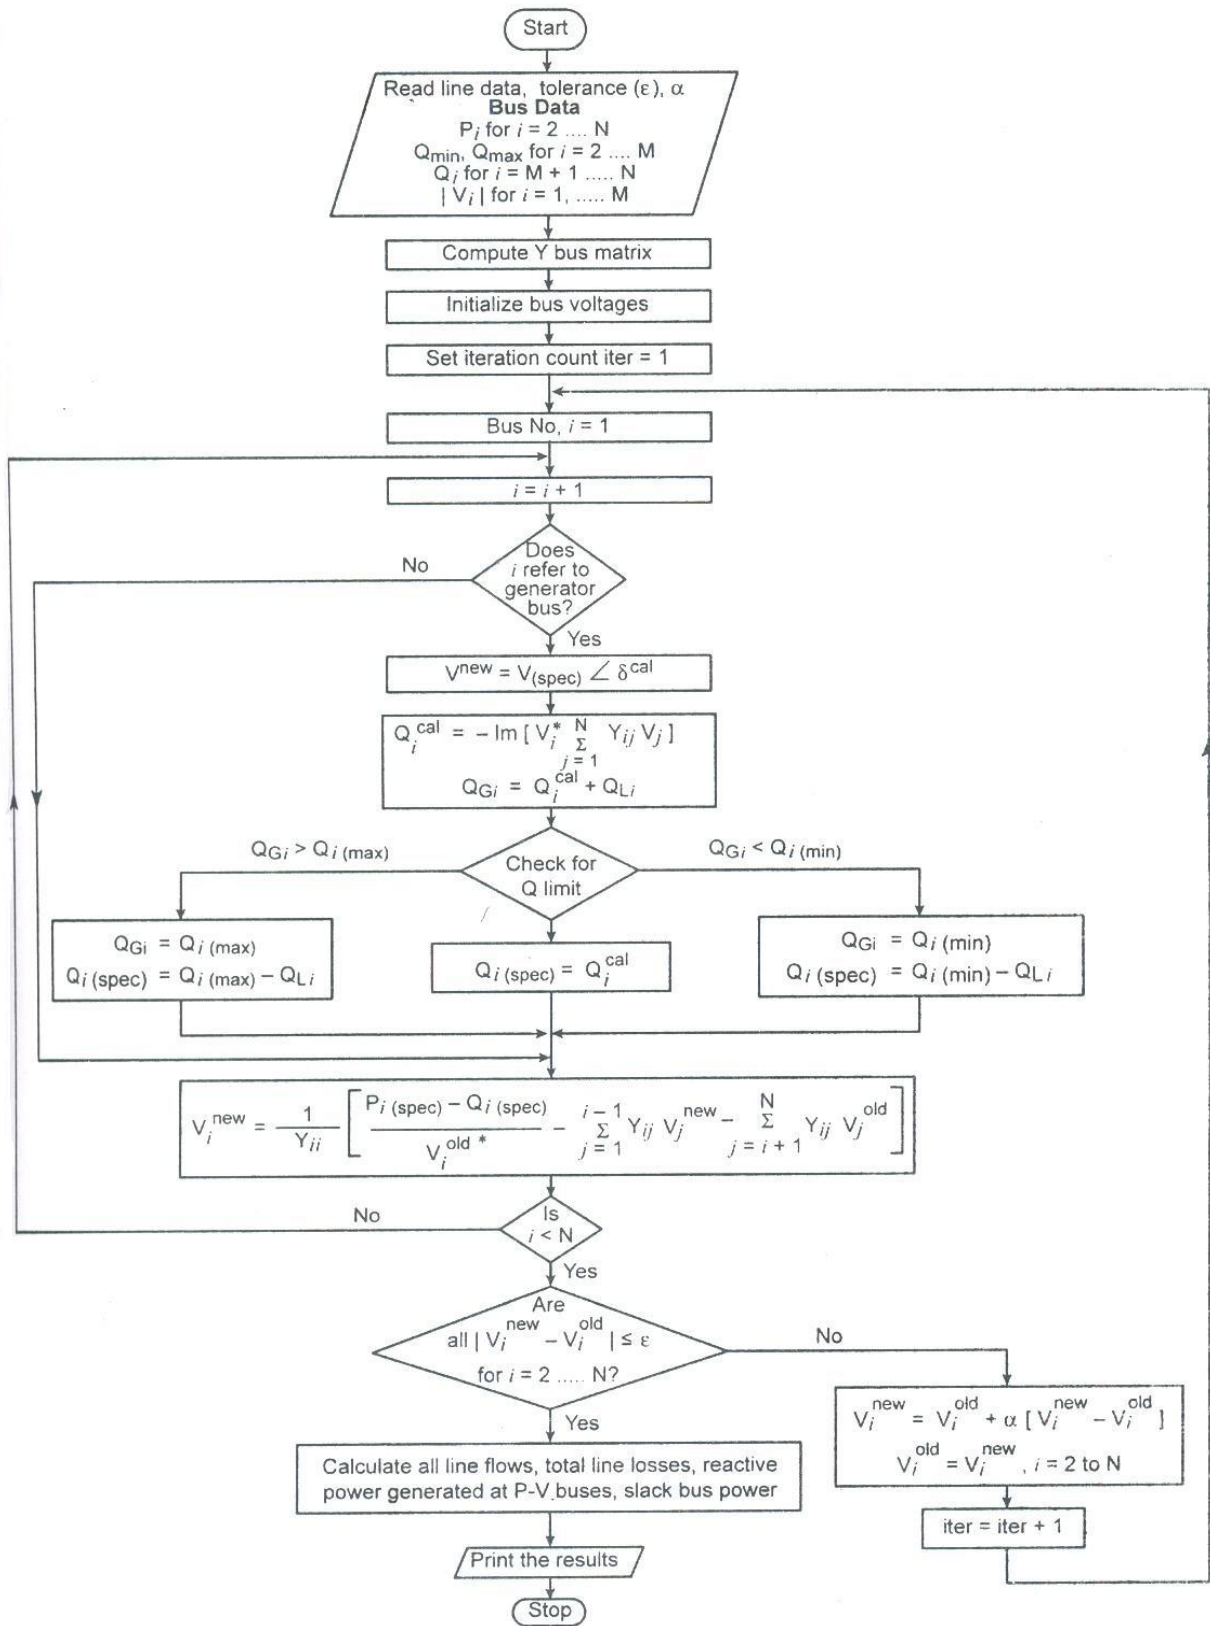 Start
Read line data, tolerance (ε), α
Bus Data
P_i for i = 2 .... N
Q_min, Q_max for i = 2 .... M
Q_i for i = M + 1 ..... N
| V_i | for i = 1, ..... M
Compute Y bus matrix
Initialize bus voltages
Set iteration count iter = 1
Bus No, i = 1
i = i + 1
Does
i refer to
generator
bus?
No
Yes
V^new = V_(spec) ∠ δ^cal
Q_i^cal = – Im [ V_i^* Σ_{j = 1}^{N} Y_ij V_j ]
Q_Gi = Q_i^cal + Q_Li
Q_Gi > Q_i (max)
Check for
Q limit
Q_Gi < Q_i (min)
Q_Gi = Q_i (max)
Q_i (spec) = Q_i (max) – Q_Li
Q_i (spec) = Q_i^cal
Q_Gi = Q_i (min)
Q_i (spec) = Q_i (min) – Q_Li
V_i^new = 1 / Y_ii [ P_i (spec) – Q_i (spec) / V_i^old * – Σ_{j = 1}^{i – 1} Y_ij V_j^new – Σ_{j = i + 1}^{N} Y_ij V_j^old ]
Is
i < N
No
Yes
Are
all | V_i^new – V_i^old | ≤ ε
for i = 2 ..... N?
No
Yes
V_i^new = V_i^old + α [ V_i^new – V_i^old ]
V_i^old = V_i^new, i = 2 to N
iter = iter + 1
Calculate all line flows, total line losses, reactive
power generated at P-V buses, slack bus power
Print the results
Stop